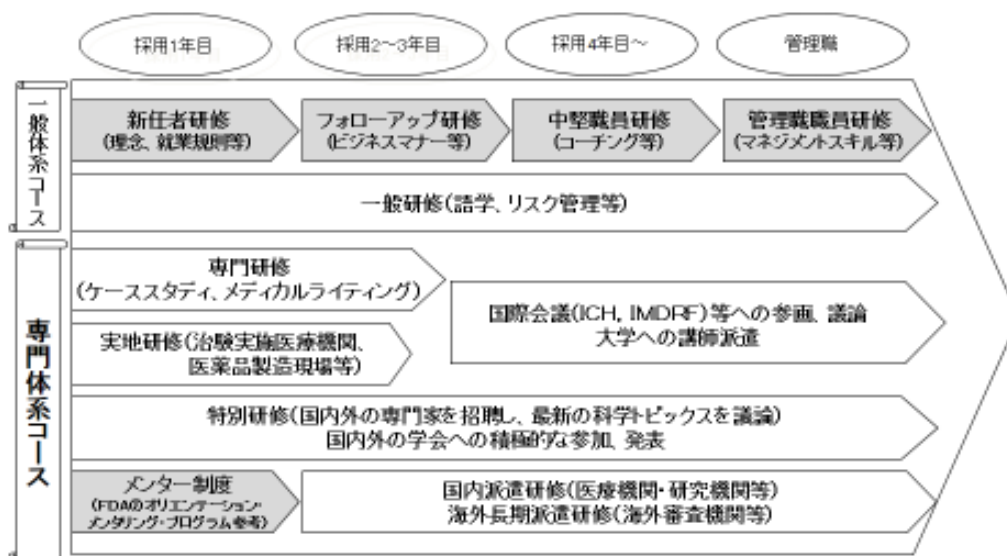 採用1年目
採用2～3年目
採用4年目～
管理職
一般体系コース
新任者研修
(理念、就業規則等)
フォローアップ研修
(ビジネスマナー等)
中堅職員研修
(コーチング等)
管理職職員研修
(マネジメントスキル等)
一般研修(語学、リスク管理等)
専門体系コース
専門研修
(ケーススタディ、メディカルライティング)
国際会議(ICH, IMDRF)等への参画、議論
大学への講師派遣
実地研修(治験実施医療機関、
医薬品製造現場等)
特別研修(国内外の専門家を招聘し、最新の科学トピックスを議論)
国内外の学会への積極的な参加、発表
メンター制度
(FDAのオリエンテーション・
メンタリング・プログラム参考)
国内派遣研修(医療機関・研究機関等)
海外長期派遣研修(海外審査機関等)